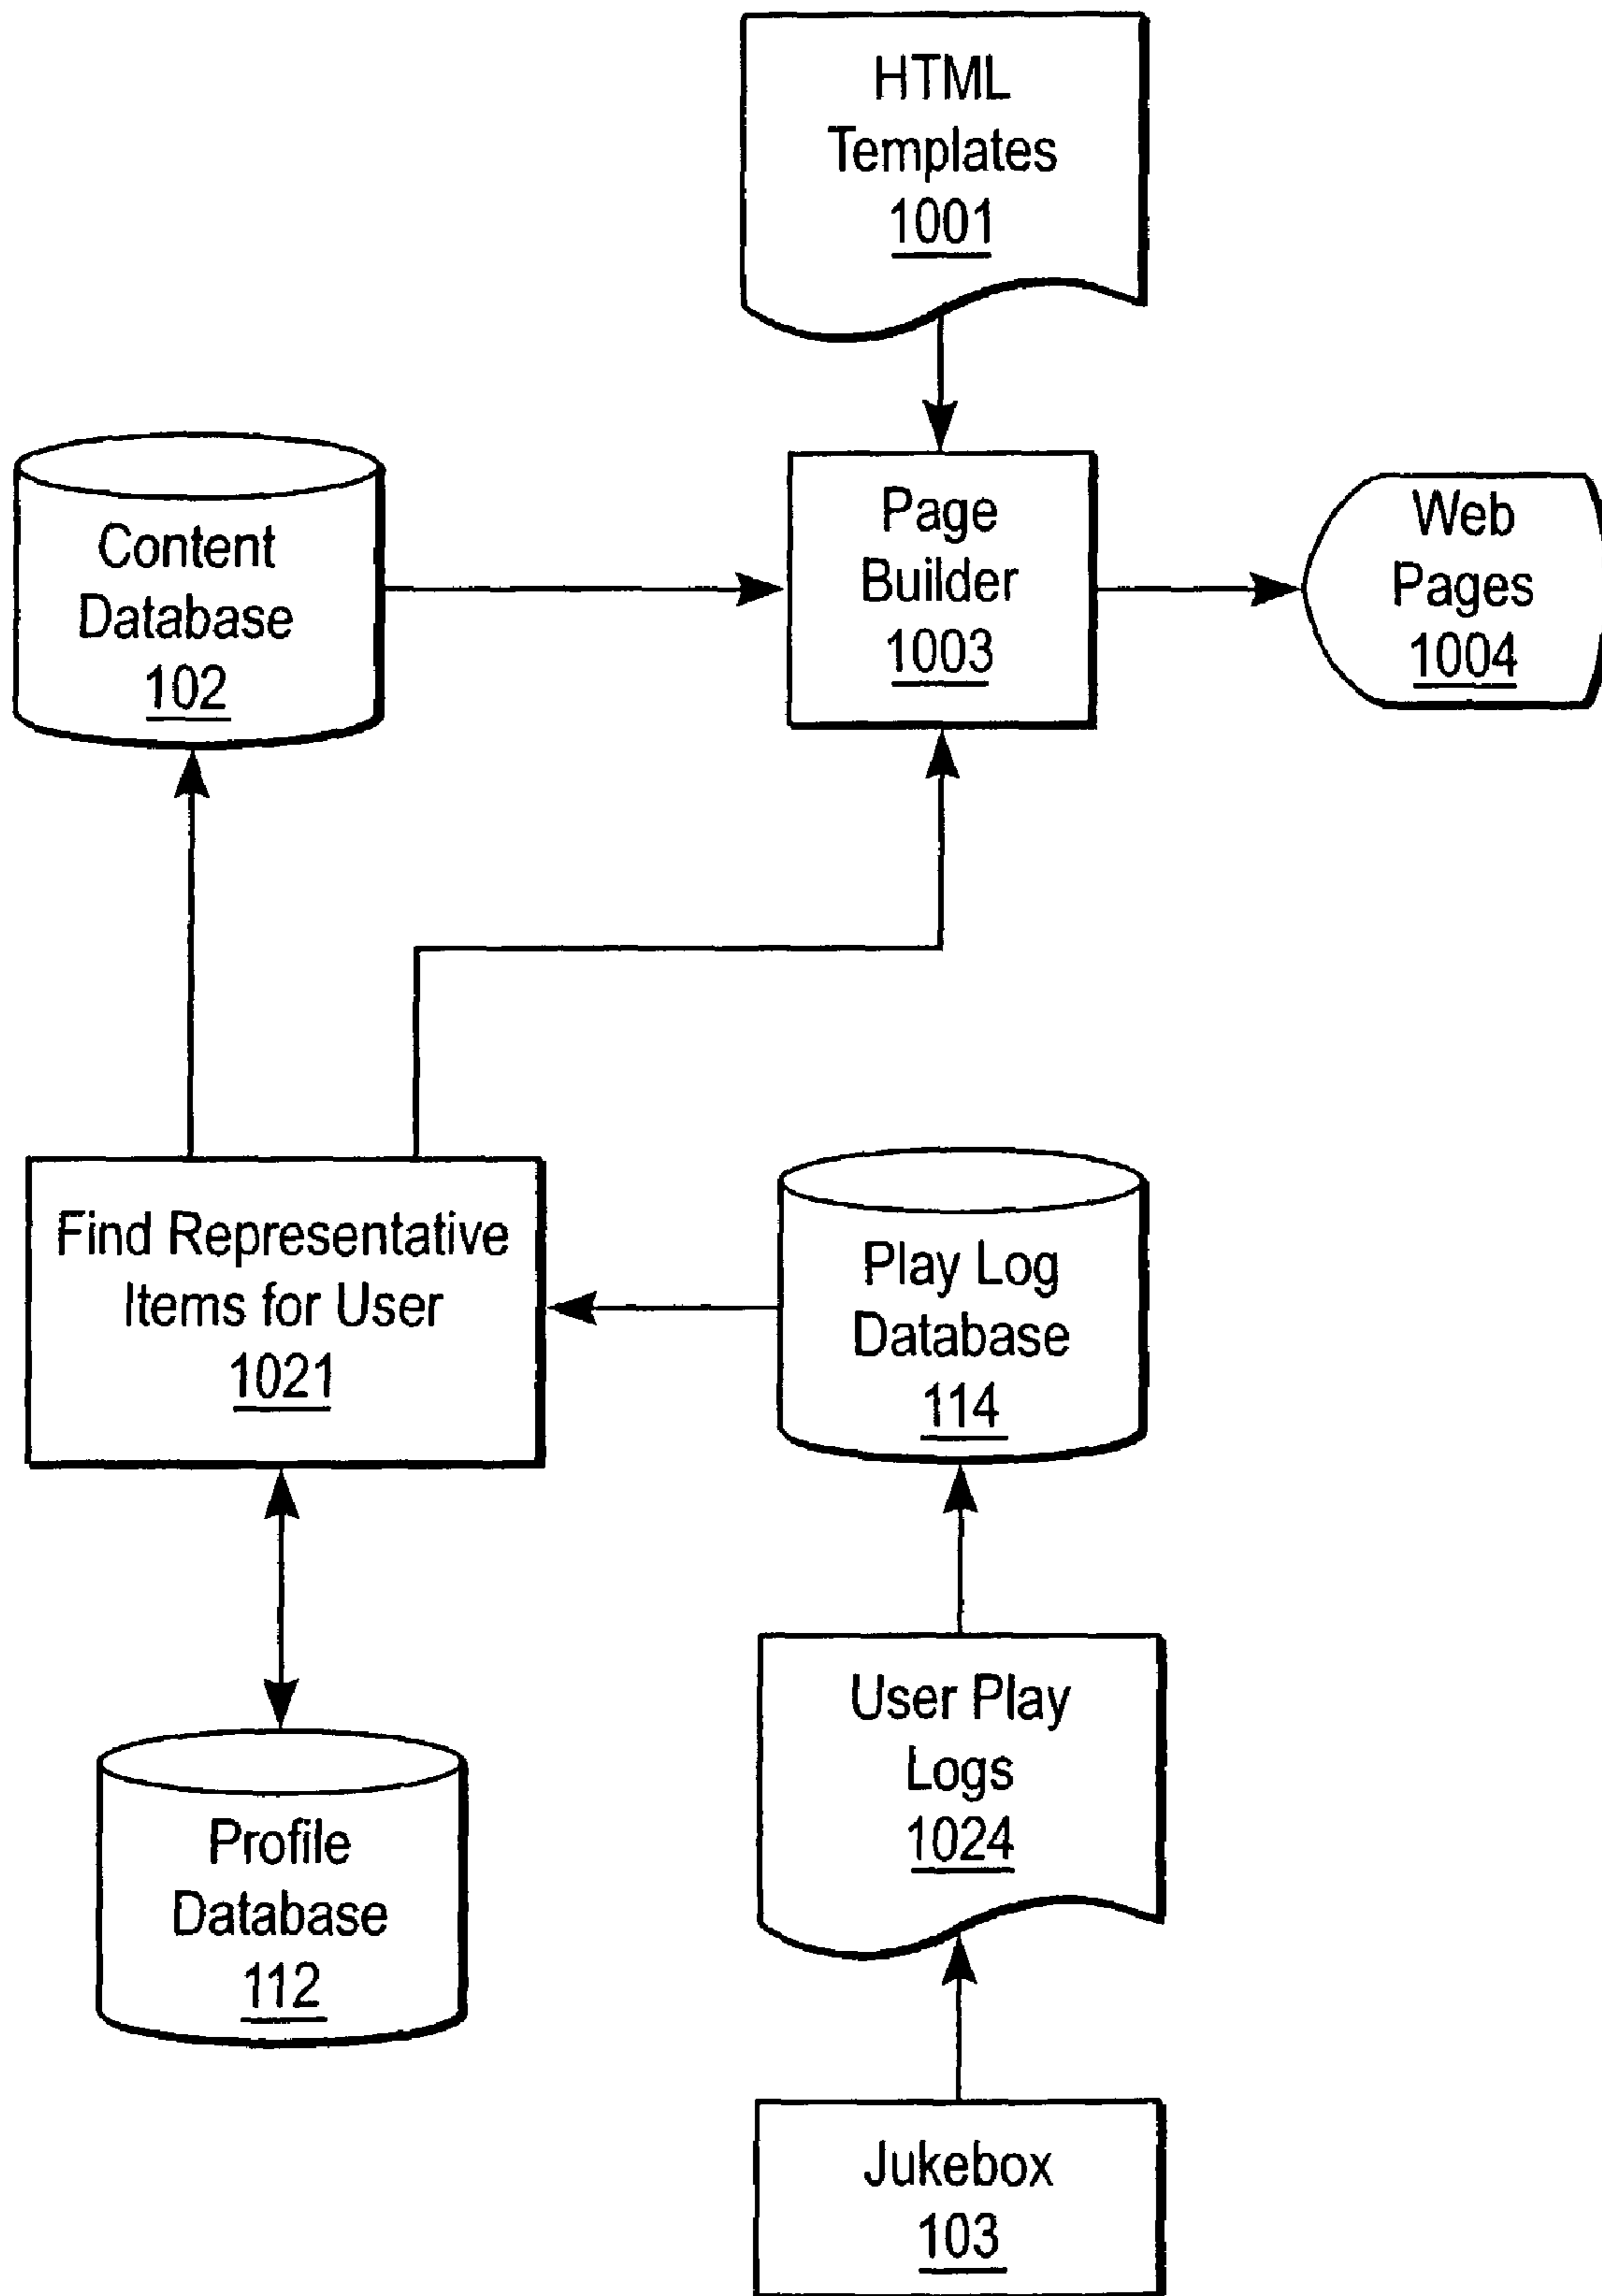 HTML
Templates
1001
Content
Database
102
Page
Builder
1003
Web
Pages
1004
Find Representative
Items for User
1021
Play Log
Database
114
Profile
Database
112
User Play
Logs
1024
Jukebox
103